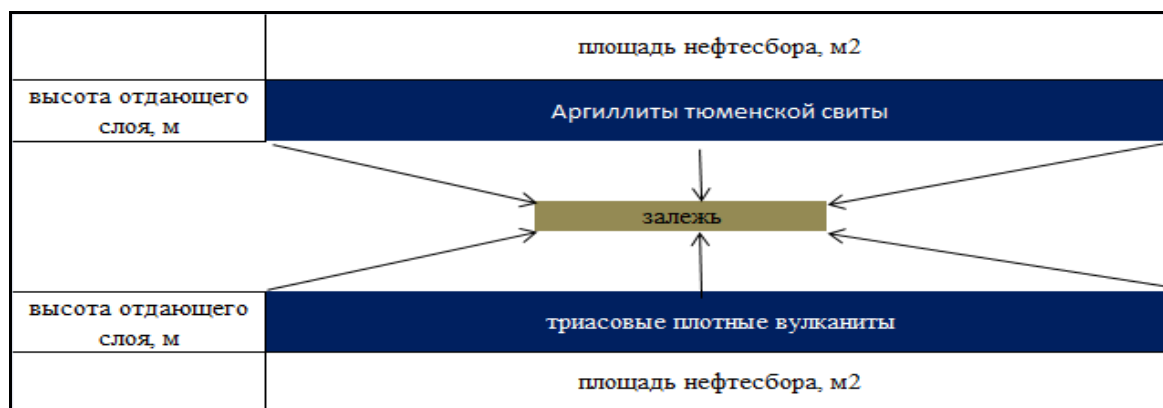 площадь нефтесбора, м2
высота отдающего
слоя, м
Аргиллиты тюменской свиты
залежь
высота отдающего
слоя, м
триасовые плотные вулканиты
площадь нефтесбора, м2